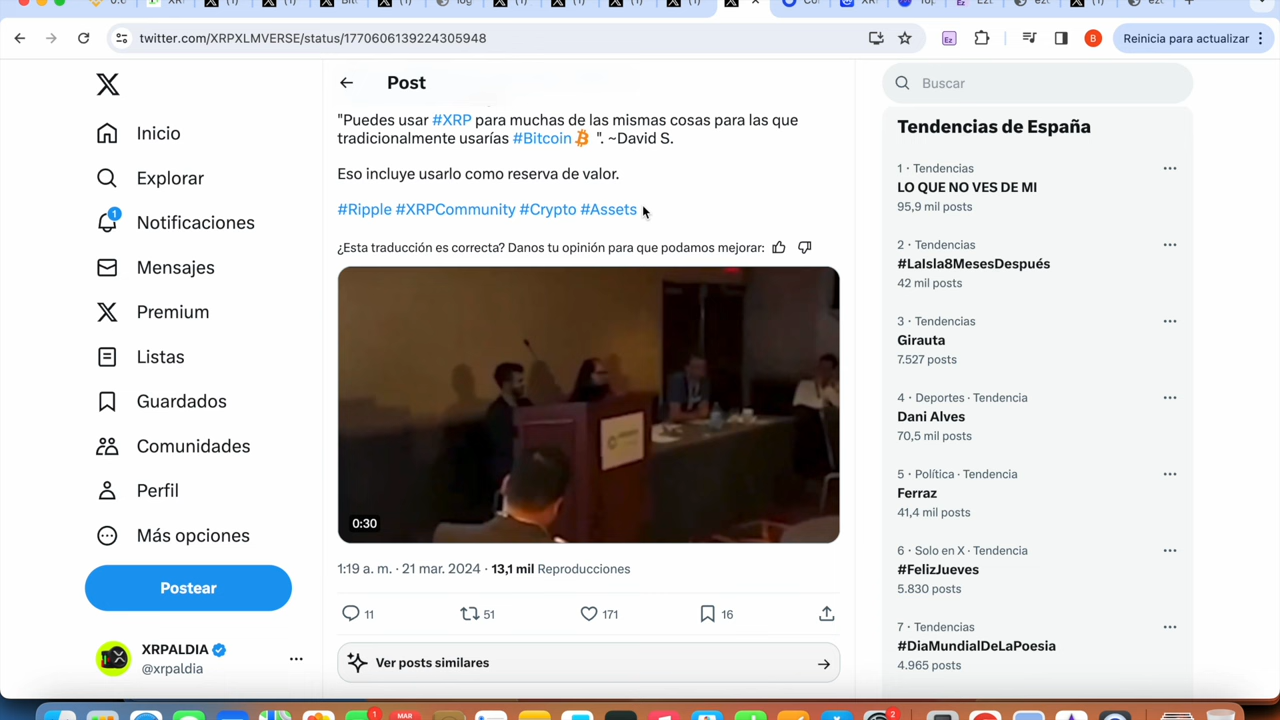 twitter.com/XRPXLMVERSE/status/1770606139224305948
Ez
B
Reinicia para actualizar
Post
Buscar
"Puedes usar #XRP para muchas de las mismas cosas para las que
tradicionalmente usarías #Bitcoin ". ~David S.
Eso incluye usarlo como reserva de valor.
#Ripple #XRPCommunity #Crypto #Assets
¿Esta traducción es correcta? Danos tu opinión para que podamos mejorar:
0:30
1:19 a. m. · 21 mar. 2024 · 13,1 mil Reproducciones
11 51 171 16
Ver posts similares
Inicio
Explorar
1
Notificaciones
Mensajes
Premium
Listas
Guardados
Comunidades
Perfil
Más opciones
Postear
XRPALDIA
@xrpaldia
Tendencias de España
1 · Tendencias
LO QUE NO VES DE MI
95,9 mil posts
2 · Tendencias
#LaIsla8MesesDespués
42 mil posts
3 · Tendencias
Girauta
7.527 posts
4 · Deportes · Tendencia
Dani Alves
70,5 mil posts
5 · Política · Tendencia
Ferraz
41,4 mil posts
6 · Solo en X · Tendencia
#FelizJueves
5.830 posts
7 · Tendencias
#DiaMundialDeLaPoesia
4.965 posts
1
MAR
2